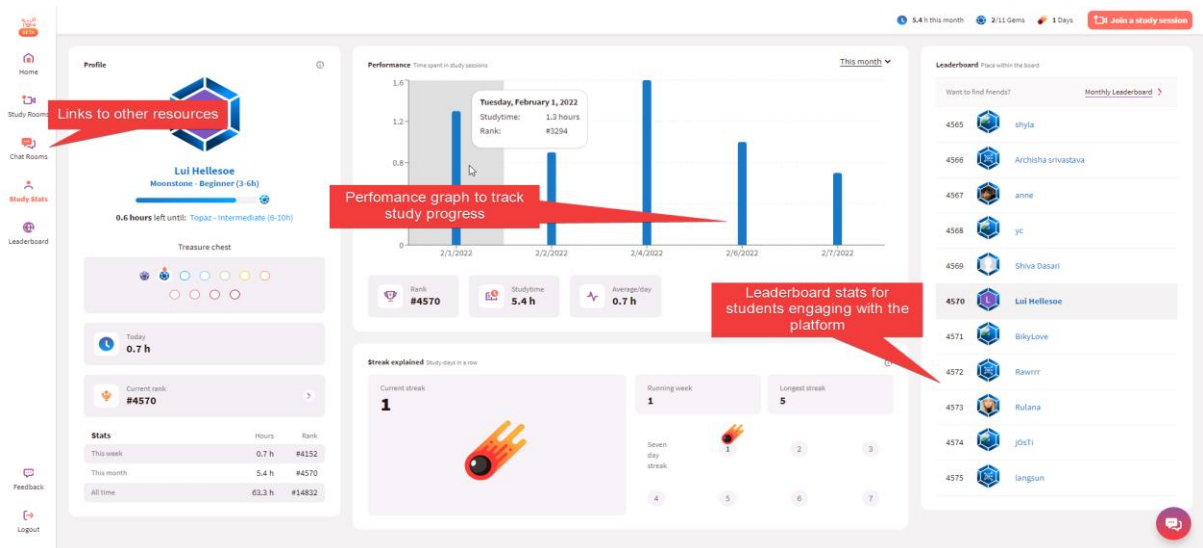 BETA
5.4 h this month
2/11 Gems
1 Days
Join a study session
Home
Study Rooms
Chat Rooms
Study Stats
Leaderboard
Feedback
Logout
Links to other resources
Profile
Lui Hellesoe
Moonstone - Beginner (3-6h)
0.6 hours left until: Topaz - Intermediate (6-10h)
Treasure chest
Today
0.7 h
Current rank
#4570
Stats Hours Rank
This week 0.7 h #4152
This month 5.4 h #4570
All time 63.3 h #14832
Performance Time spent in study sessions
This month
1.6
1.2
0.8
0
Tuesday, February 1, 2022
Studytime: 1.3 hours
Rank: #3294
Perfomance graph to track
study progress
2/1/2022 2/2/2022 2/4/2022 2/6/2022 2/7/2022
Rank
#4570
Studytime
5.4 h
Average/day
0.7 h
Leaderboard stats for
students engaging with the
platform
Streak explained Study-days in a row
Current streak
1
Running week
1
Longest streak
5
Seven
day
streak
1 2 3
4 5 6 7
Leaderboard Place within the board
Want to find friends? Monthly Leaderboard
4565 shyla
4566 Archisha srivastava
4567 anne
4568 yc
4569 Shiva Dasari
4570 L Lui Hellesoe
4571 BikyLove
4572 Rawrrr
4573 Rulana
4574 jOsTi
4575 langsun